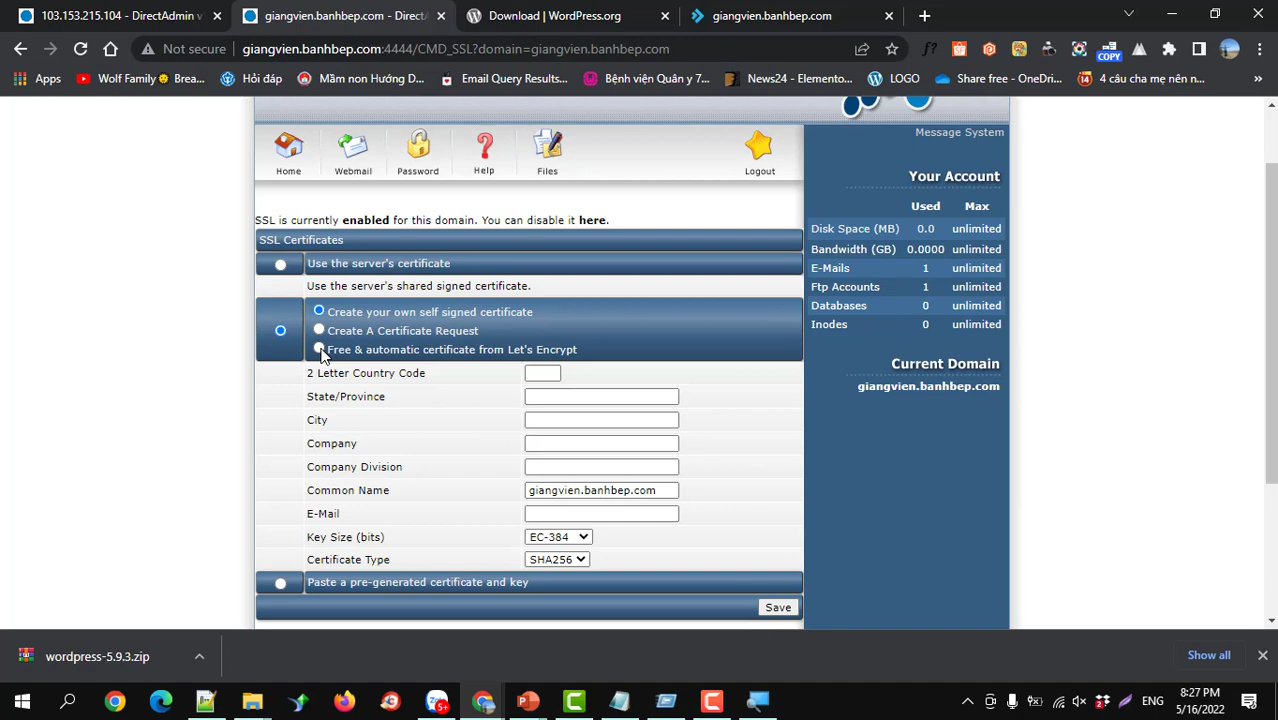 103.153.215.104 - DirectAdmin v
giangvien.banhbep.com - DirectA
Download | WordPress.org
giangvien.banhbep.com
Not secure
giangvien.banhbep.com:4444/CMD_SSL?domain=giangvien.banhbep.com
COPY
Apps
Wolf Family 🐺 Brea...
Hỏi đáp
Mầm non Hướng D...
Email Query Results...
Bệnh viện Quân y 7...
News24 - Elemento...
LOGO
Share free - OneDri...
14
4 câu cha mẹ nên n...
Message System
Home
Webmail
Password
Help
Files
Logout
SSL is currently enabled for this domain. You can disable it here.
SSL Certificates
Use the server's certificate
Use the server's shared signed certificate.
Create your own self signed certificate
Create A Certificate Request
Free & automatic certificate from Let's Encrypt
2 Letter Country Code
State/Province
City
Company
Company Division
Common Name
giangvien.banhbep.com
E-Mail
Key Size (bits)
EC-384
Certificate Type
SHA256
Paste a pre-generated certificate and key
Save
Your Account
Used Max
Disk Space (MB) 0.0 unlimited
Bandwidth (GB) 0.0000 unlimited
E-Mails 1 unlimited
Ftp Accounts 1 unlimited
Databases 0 unlimited
Inodes 0 unlimited
Current Domain
giangvien.banhbep.com
wordpress-5.9.3.zip
Show all
5+
ENG
8:27 PM
5/16/2022